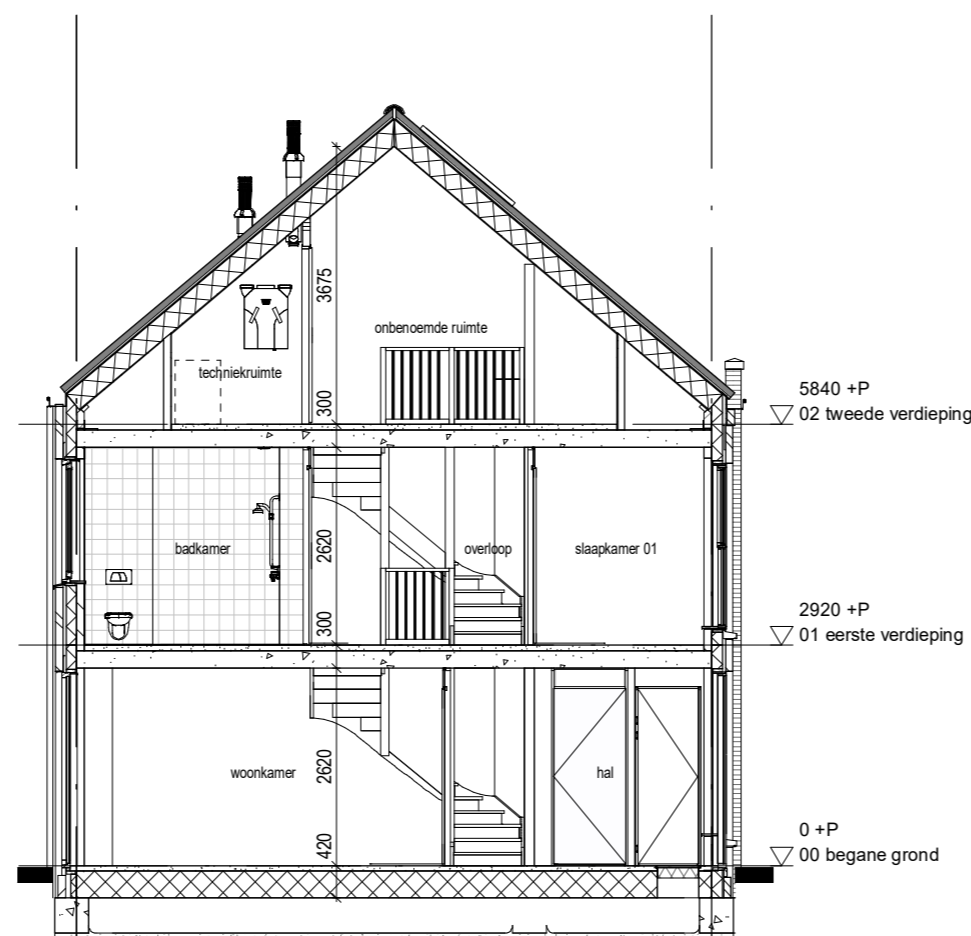 3675
onbenoemde ruimte
techniekruimte
300
5840 +P
02 tweede verdieping
badkamer
2620
overloop
slaapkamer 01
300
2920 +P
01 eerste verdieping
woonkamer
2620
hal
420
0 +P
00 begane grond